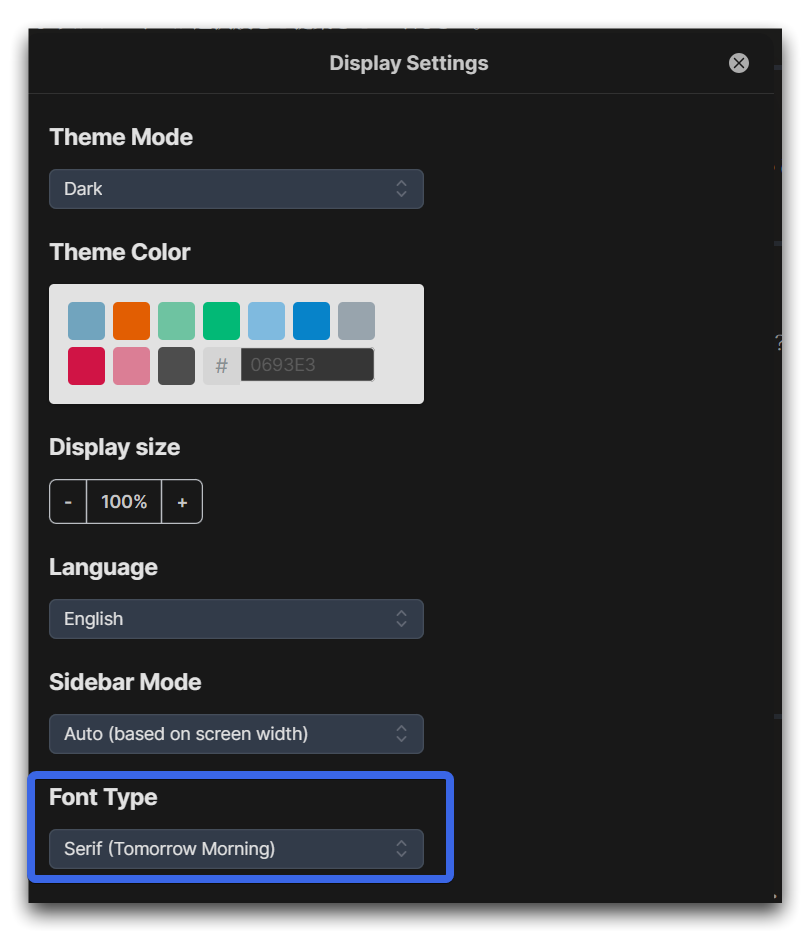 Display Settings
Theme Mode
Dark
Theme Color
# 0693E3
Display size
- 100% +
Language
English
Sidebar Mode
Auto (based on screen width)
Font Type
Serif (Tomorrow Morning)